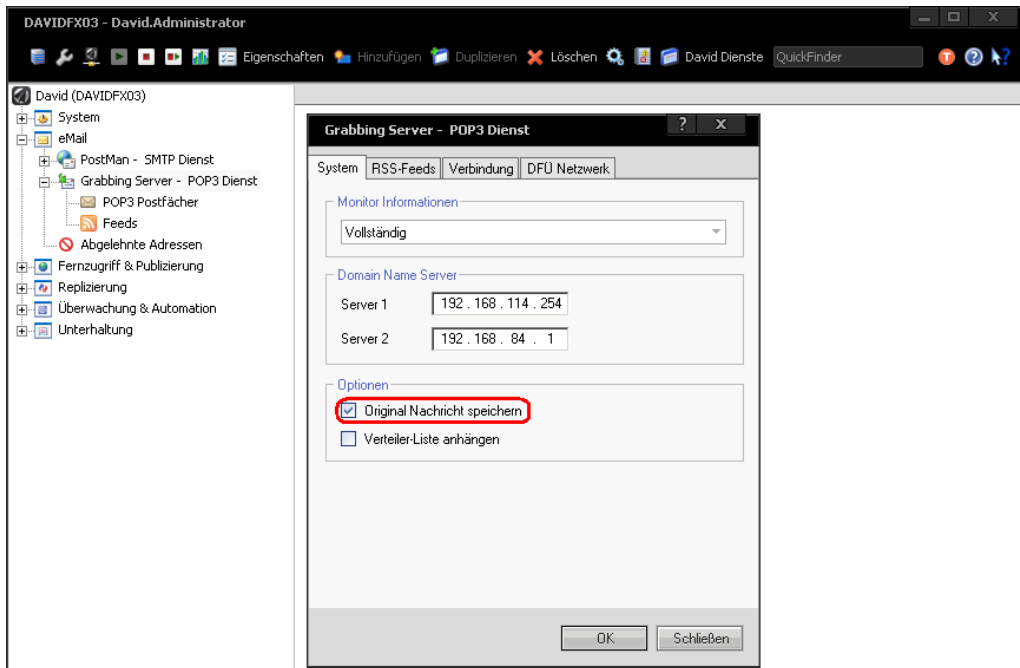 DAVIDFX03 - David.Administrator
Eigenschaften Hinzufügen Duplizieren Löschen David Dienste QuickFinder
David (DAVIDFX03)
System
eMail
PostMan - SMTP Dienst
Grabbing Server - POP3 Dienst
POP3 Postfächer
Feeds
Abgelehnte Adressen
Fernzugriff & Publizierung
Replizierung
Überwachung & Automation
Unterhaltung
Grabbing Server - POP3 Dienst
System RSS-Feeds Verbindung DFÜ Netzwerk
Monitor Informationen
Vollständig
Domain Name Server
Server 1 192 . 168 . 114 . 254
Server 2 192 . 168 . 84 . 1
Optionen
Original Nachricht speichern
Verteiler-Liste anhängen
OK Schließen